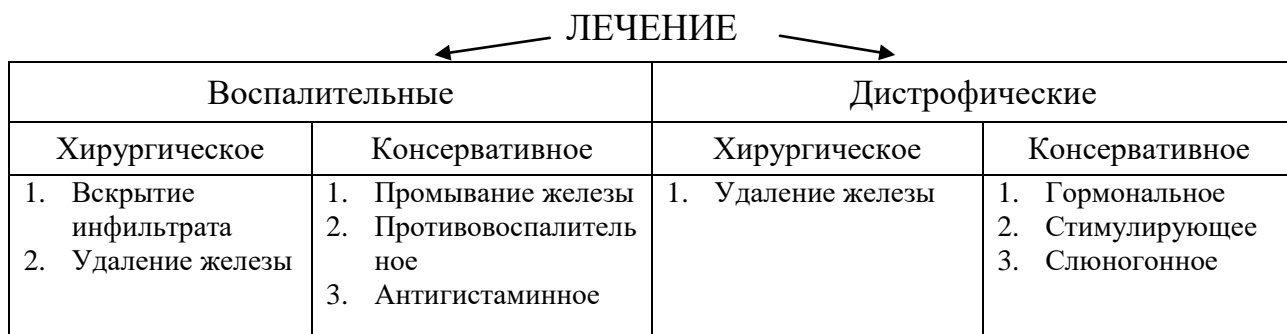 ЛЕЧЕНИЕ
Воспалительные
Дистрофические
Хирургическое
Консервативное
Хирургическое
Консервативное
1. Вскрытие
инфильтрата
2. Удаление железы
1. Промывание железы
2. Противовоспалитель
ное
3. Антигистаминное
1. Удаление железы
1. Гормональное
2. Стимулирующее
3. Слюногонное